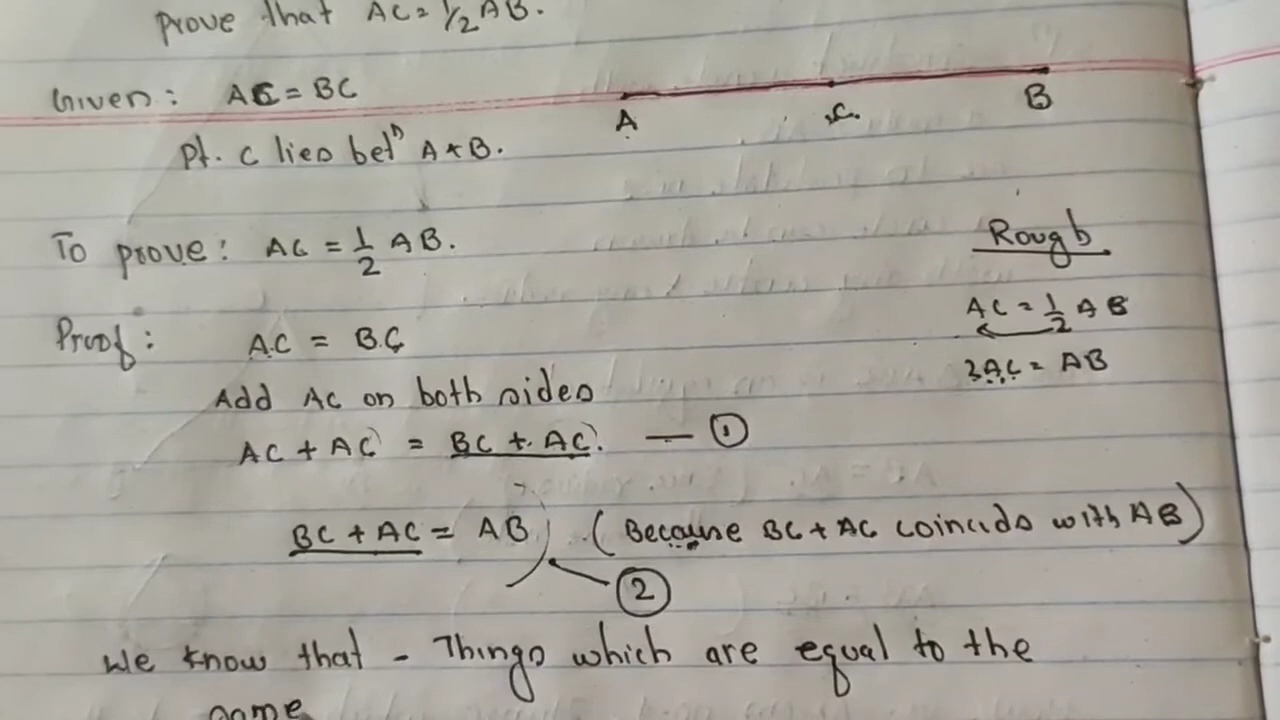 Prove that AC = 1/2 AB.
Given: AC = BC
A C B
Pt. C lies betⁿ A & B.
To prove: AC = 1/2 AB.
Rough
AC = 1/2 AB
2AC = AB
Proof: AC = BC
Add AC on both sides
AC + AC = BC + AC. — ①
BC + AC = AB (Because BC + AC coincids with AB)
②
We know that - Things which are equal to the
same